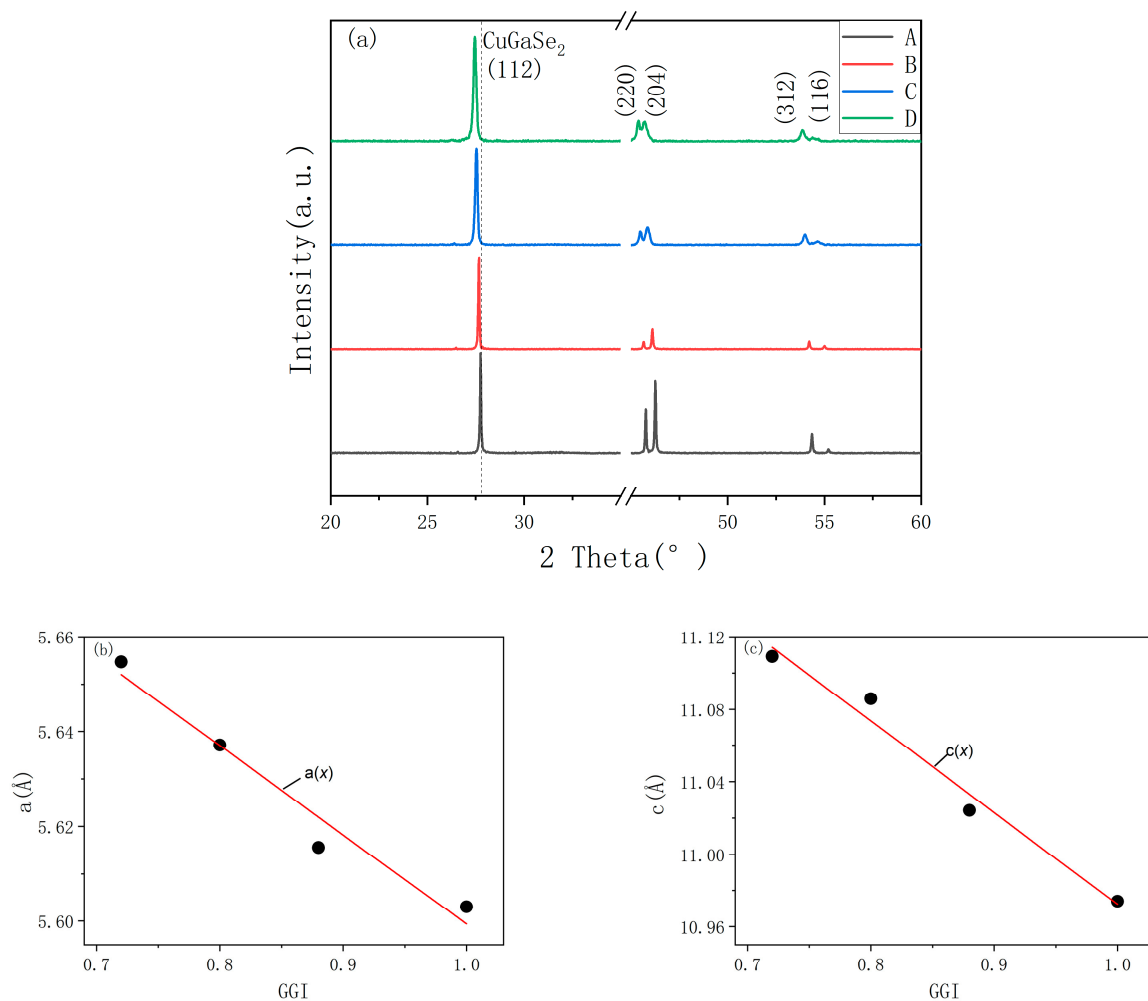 (a)
CuGaSe₂
(112)
(220)
(204)
(312)
(116)
A
B
C
D
Intensity(a.u.)
20
25
30
50
55
60
2 Theta(°)
(b)
5.66
5.64
5.62
5.60
a(Å)
a(x)
0.7
0.8
0.9
1.0
GGI
(c)
11.12
11.08
11.04
11.00
10.96
c(Å)
c(x)
0.7
0.8
0.9
1.0
GGI